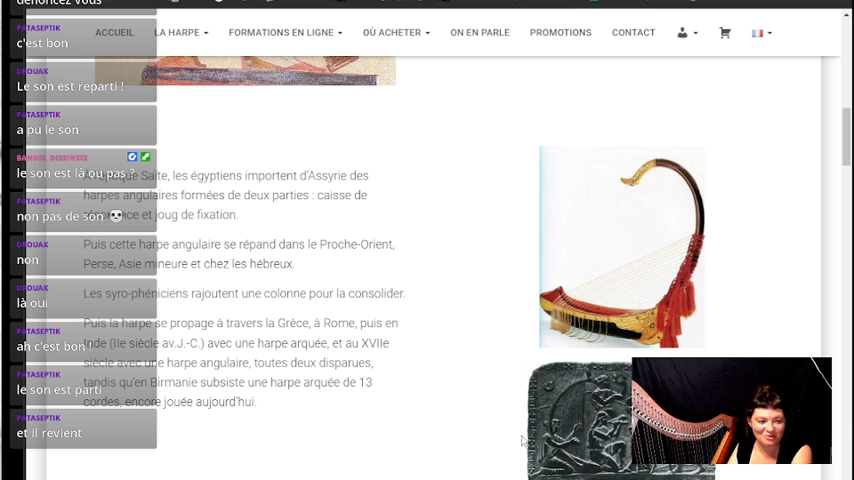 dénoncez vous
PATASEPTIK
c'est bon
DROUAK
Le son est reparti !
PATASEPTIK
a pu le son
BANDES_DESSINEES
le son est là ou pas ?
PATASEPTIK
non pas de son 💀
DROUAK
non
DROUAK
là oui
PATASEPTIK
ah c'est bon !
PATASEPTIK
le son est parti
PATASEPTIK
et il revient
ACCUEIL
LA HARPE
FORMATIONS EN LIGNE
OÙ ACHETER
ON EN PARLE
PROMOTIONS
CONTACT
Saïte, les égyptiens importent d'Assyrie des
harpes angulaires formées de deux parties : caisse de
et joug de fixation.
Puis cette harpe angulaire se répand dans le Proche-Orient,
Perse, Asie mineure et chez les hébreux.
Les syro-phéniciens rajoutent une colonne pour la consolider.
Puis la harpe se propage à travers la Grèce, à Rome, puis en
Inde (IIe siècle av.J.-C.) avec une harpe arquée, et au XVIIe
siècle avec une harpe angulaire, toutes deux disparues,
tandis qu'en Birmanie subsiste une harpe arquée de 13
cordes, encore jouée aujourd'hui.